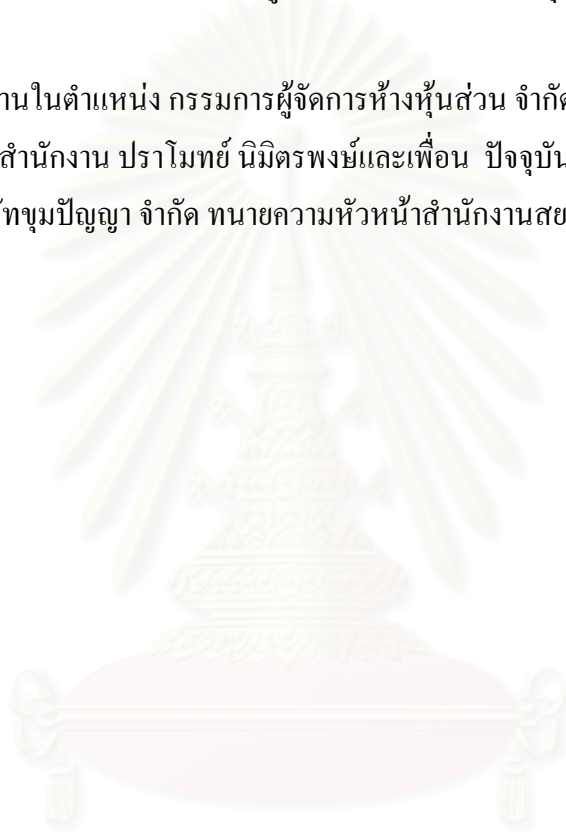 านในตำแหน่ง กรรมการผู้จัดการห้างหุ้นส่วน จำกัด
สำนักงาน ปราโมทย์ นิมิตรพงษ์และเพื่อน ปัจจุบัน
ัทขุมปัญญา จำกัด ทนายความหัวหน้าสำนักงานสย